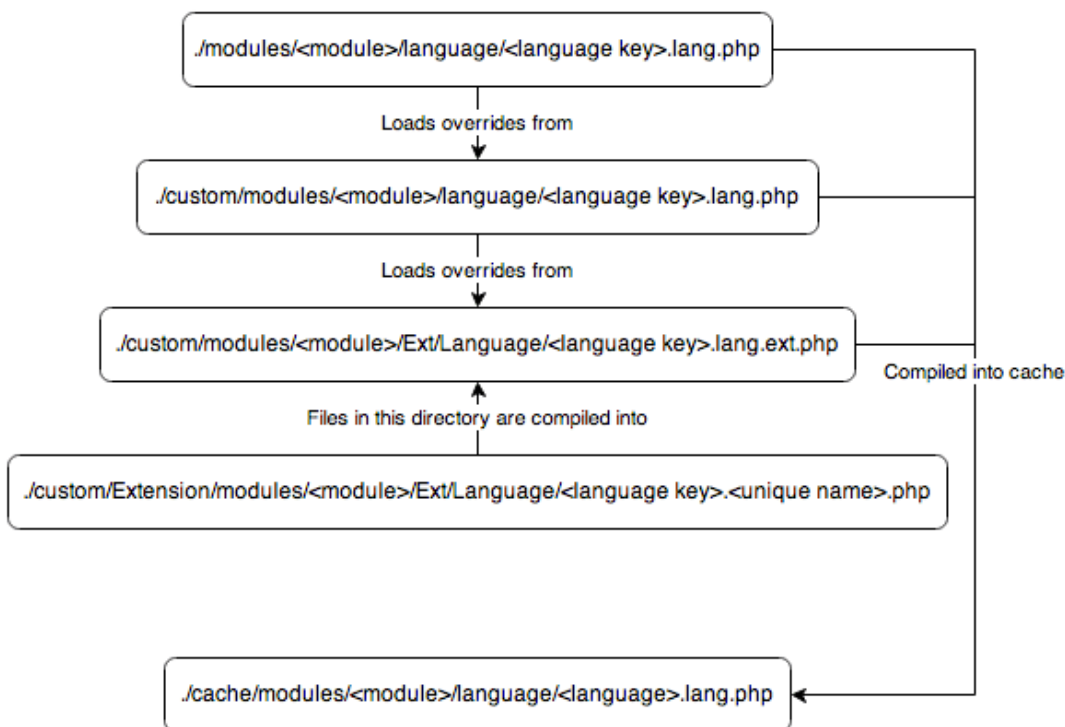 ./modules/<module>/language/<language key>.lang.php
Loads overrides from
./custom/modules/<module>/language/<language key>.lang.php
Loads overrides from
./custom/modules/<module>/Ext/Language/<language key>.lang.ext.php
Compiled into cache
Files in this directory are compiled into
./custom/Extension/modules/<module>/Ext/Language/<language key>.<unique name>.php
./cache/modules/<module>/language/<language>.lang.php